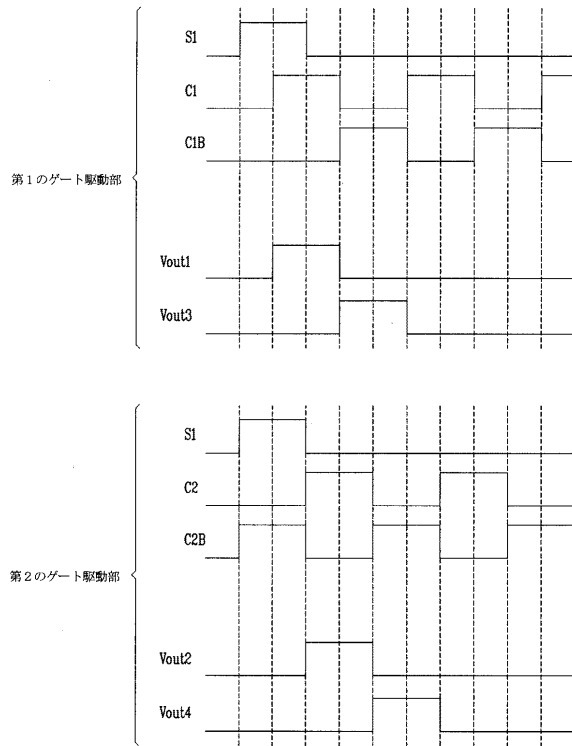 S1
C1
C1B
第1のゲート駆動部
Vout1
Vout3
S1
C2
C2B
第2のゲート駆動部
Vout2
Vout4